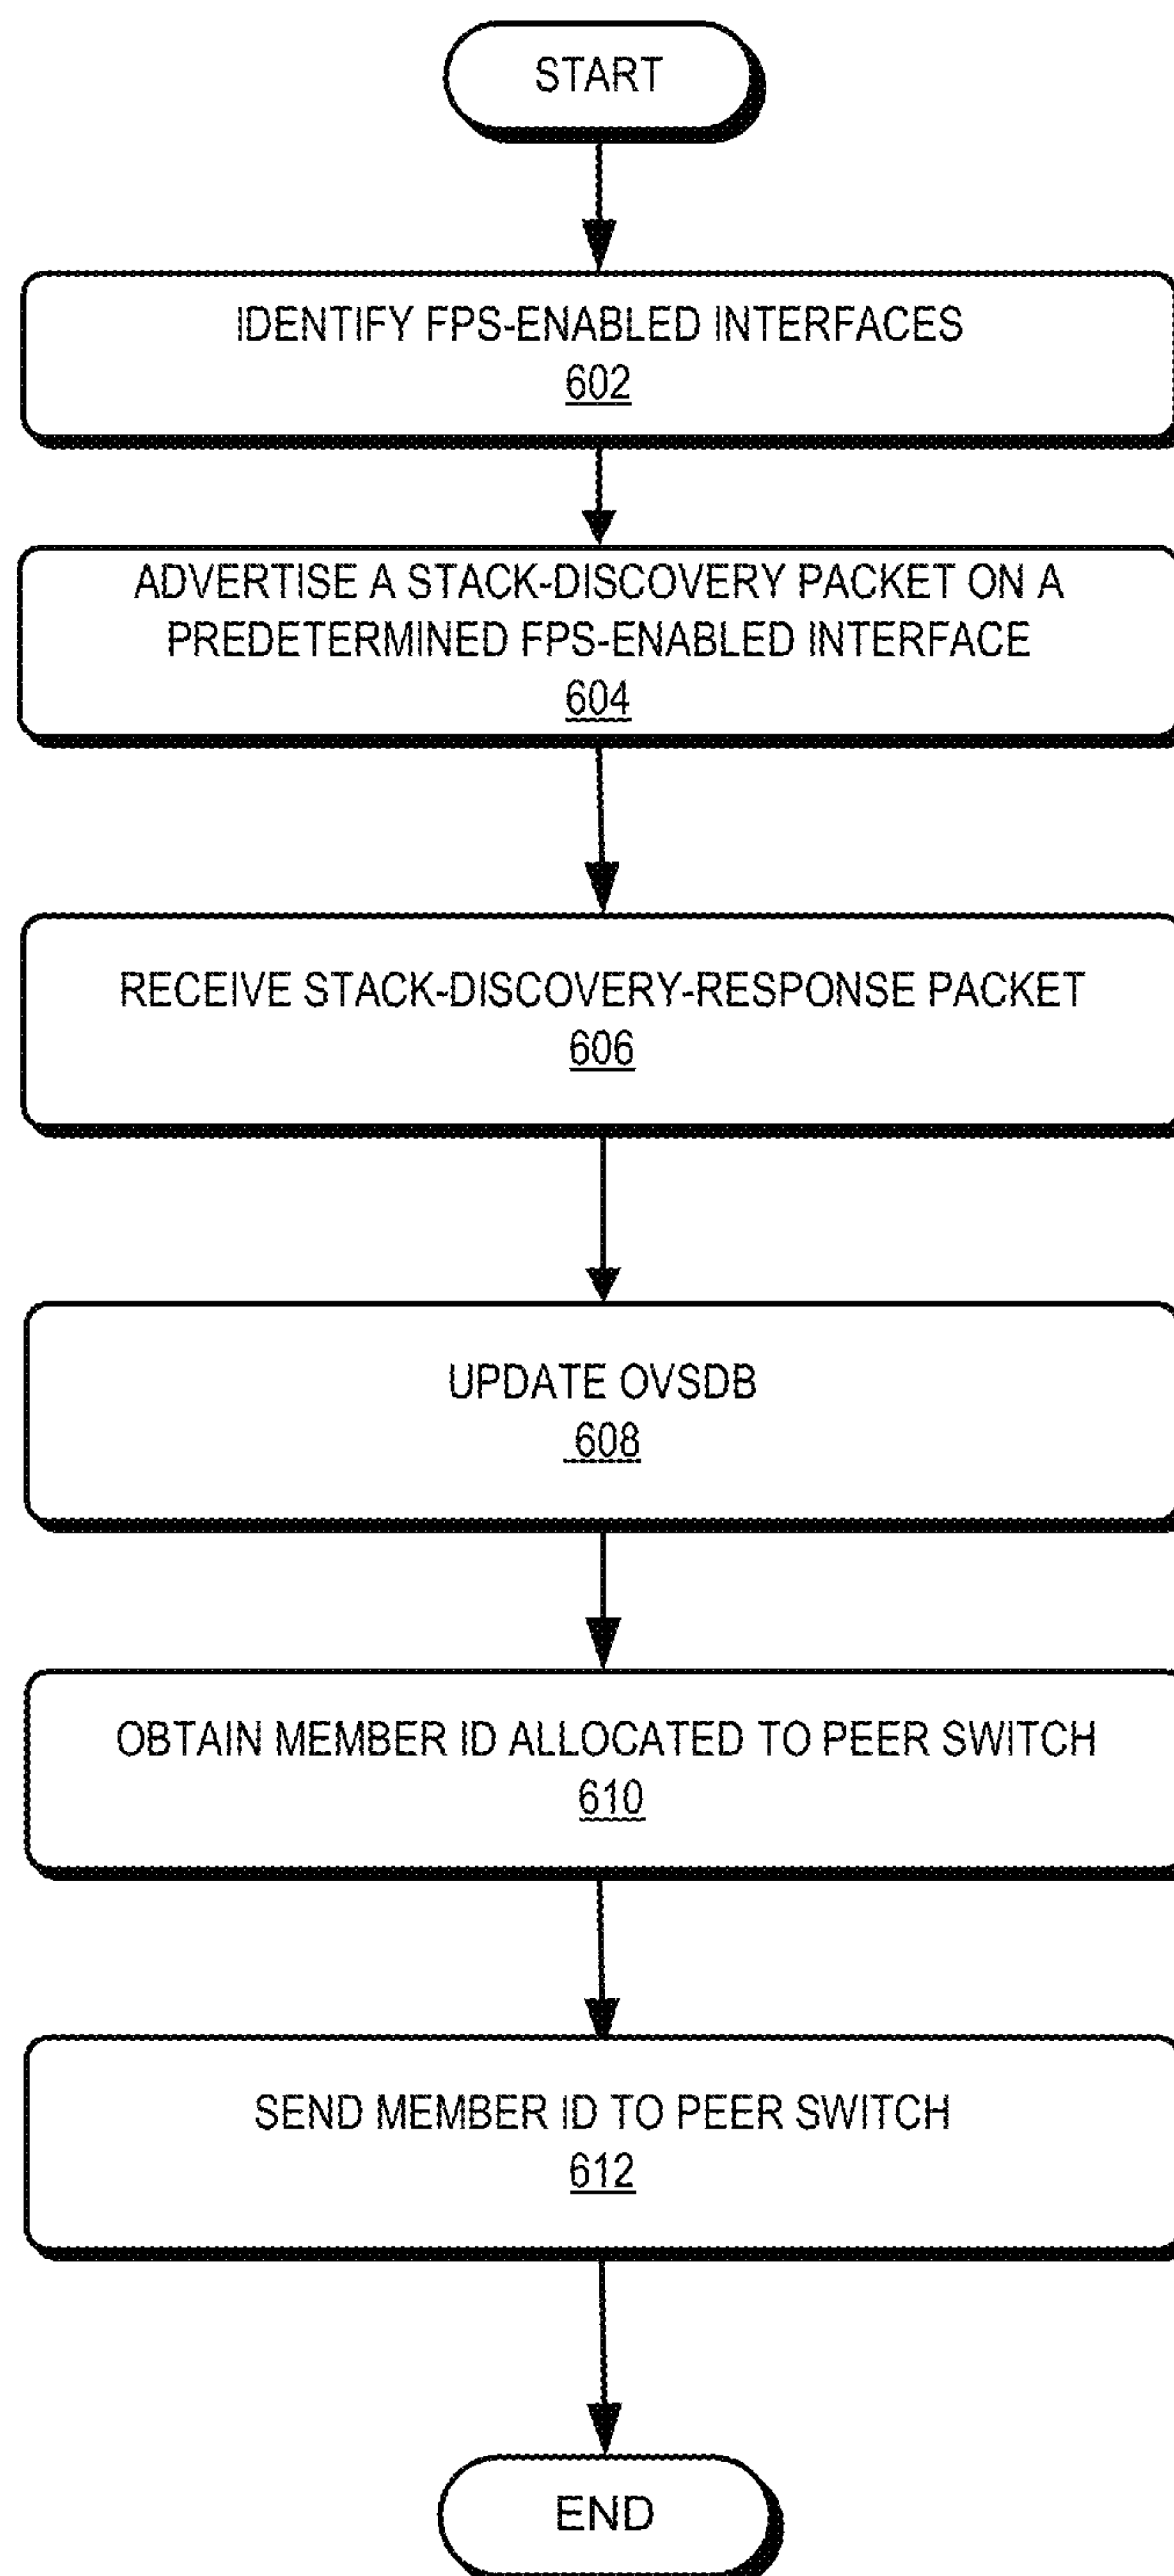 START
IDENTIFY FPS-ENABLED INTERFACES
602
ADVERTISE A STACK-DISCOVERY PACKET ON A
PREDETERMINED FPS-ENABLED INTERFACE
604
RECEIVE STACK-DISCOVERY-RESPONSE PACKET
606
UPDATE OVSDB
608
OBTAIN MEMBER ID ALLOCATED TO PEER SWITCH
610
SEND MEMBER ID TO PEER SWITCH
612
END